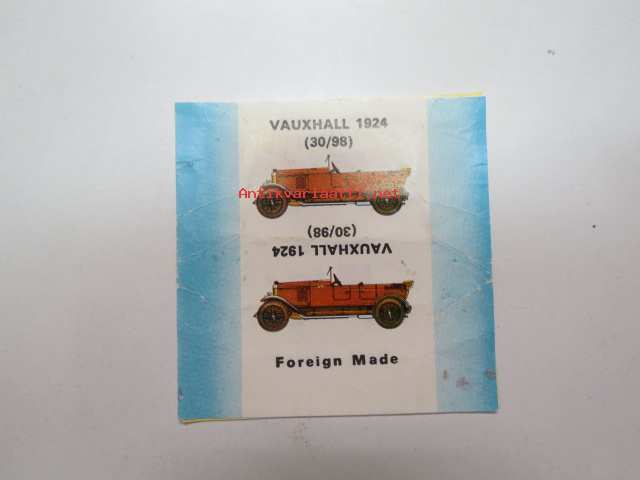 VAUXHALL 1924
(30/98)
Antikvariaatti.net
(30/98)
VAUXHALL 1924
Foreign Made